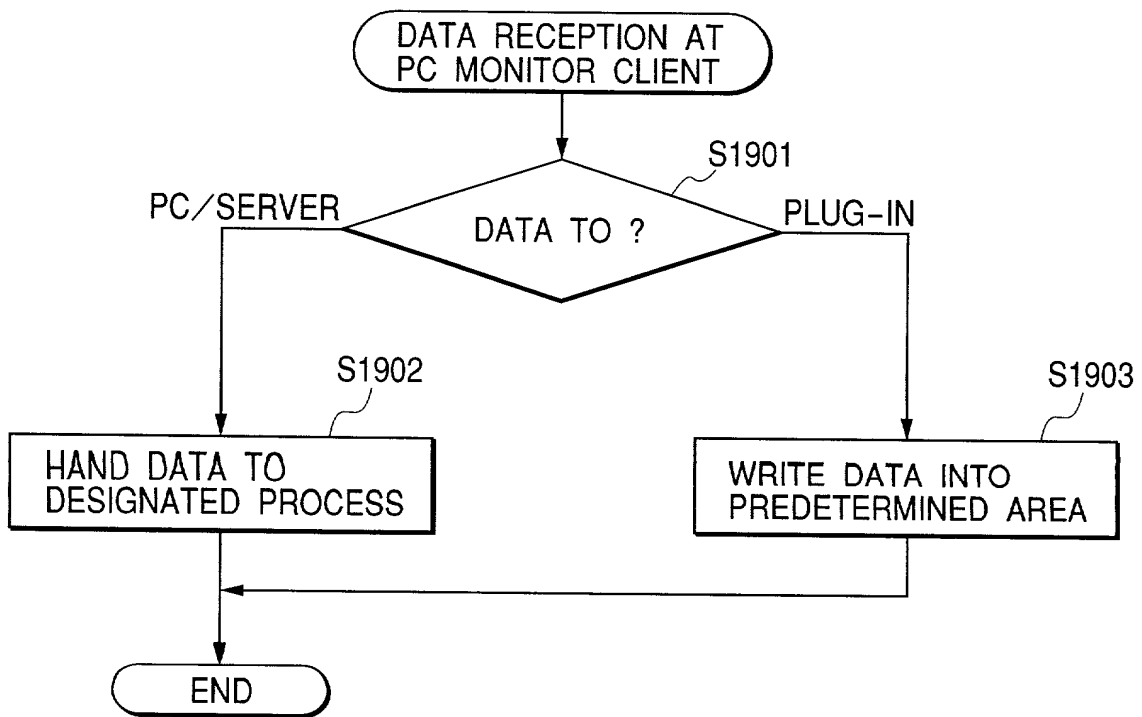 DATA RECEPTION AT
PC MONITOR CLIENT
S1901
PC/SERVER
DATA TO ?
PLUG-IN
S1902
S1903
HAND DATA TO
DESIGNATED PROCESS
WRITE DATA INTO
PREDETERMINED AREA
END